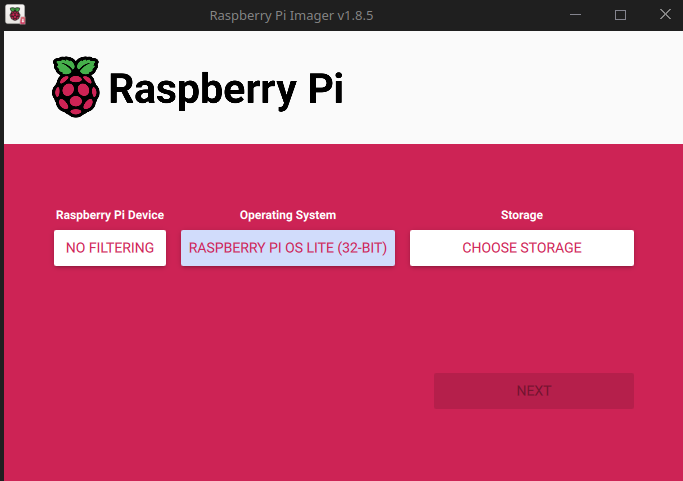 Raspberry Pi Imager v1.8.5
Raspberry Pi
Raspberry Pi Device
Operating System
Storage
NO FILTERING
RASPBERRY PI OS LITE (32-BIT)
CHOOSE STORAGE
NEXT